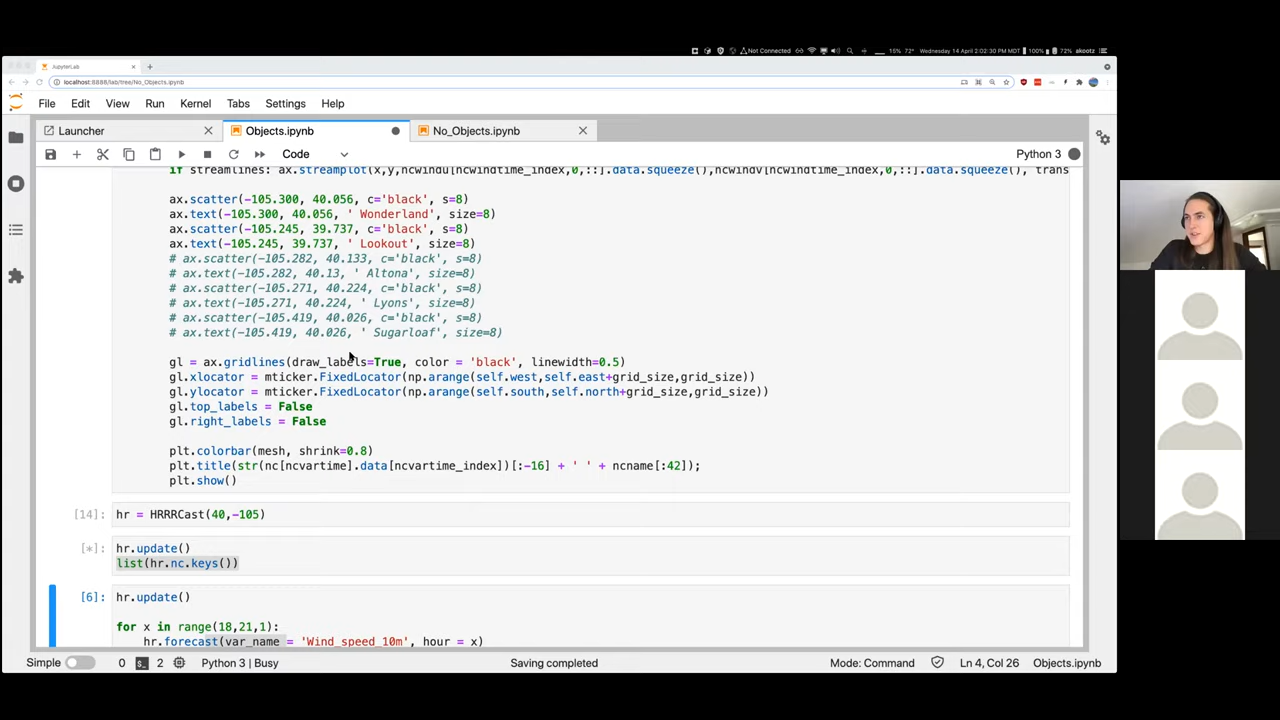 Not Connected 15% 72° Wednesday 14 April 2:02:30 PM MDT 100% 72% akootz
JupyterLab
localhost:8888/lab/tree/No_Objects.ipynb
File Edit View Run Kernel Tabs Settings Help
Launcher Objects.ipynb No_Objects.ipynb
Code Python 3
if streamlines: ax.streamplot(x,y,ncwindu[ncwindtime_index,0,::].data.squeeze(),ncwindv[ncwindtime_index,0,::].data.squeeze(), trans
ax.scatter(-105.300, 40.056, c='black', s=8)
ax.text(-105.300, 40.056, ' Wonderland', size=8)
ax.scatter(-105.245, 39.737, c='black', s=8)
ax.text(-105.245, 39.737, ' Lookout', size=8)
# ax.scatter(-105.282, 40.133, c='black', s=8)
# ax.text(-105.282, 40.13, ' Altona', size=8)
# ax.scatter(-105.271, 40.224, c='black', s=8)
# ax.text(-105.271, 40.224, ' Lyons', size=8)
# ax.scatter(-105.419, 40.026, c='black', s=8)
# ax.text(-105.419, 40.026, ' Sugarloaf', size=8)
gl = ax.gridlines(draw_labels=True, color = 'black', linewidth=0.5)
gl.xlocator = mticker.FixedLocator(np.arange(self.west,self.east+grid_size,grid_size))
gl.ylocator = mticker.FixedLocator(np.arange(self.south,self.north+grid_size,grid_size))
gl.top_labels = False
gl.right_labels = False
plt.colorbar(mesh, shrink=0.8)
plt.title(str(nc[ncvartime].data[ncvartime_index])[:-16] + ' ' + ncname[:42]);
plt.show()
[14]: hr = HRRRCast(40,-105)
[*]: hr.update()
list(hr.nc.keys())
[6]: hr.update()
for x in range(18,21,1):
hr.forecast(var_name = 'Wind_speed_10m', hour = x)
Simple 0 2 Python 3 | Busy Saving completed Mode: Command Ln 4, Col 26 Objects.ipynb